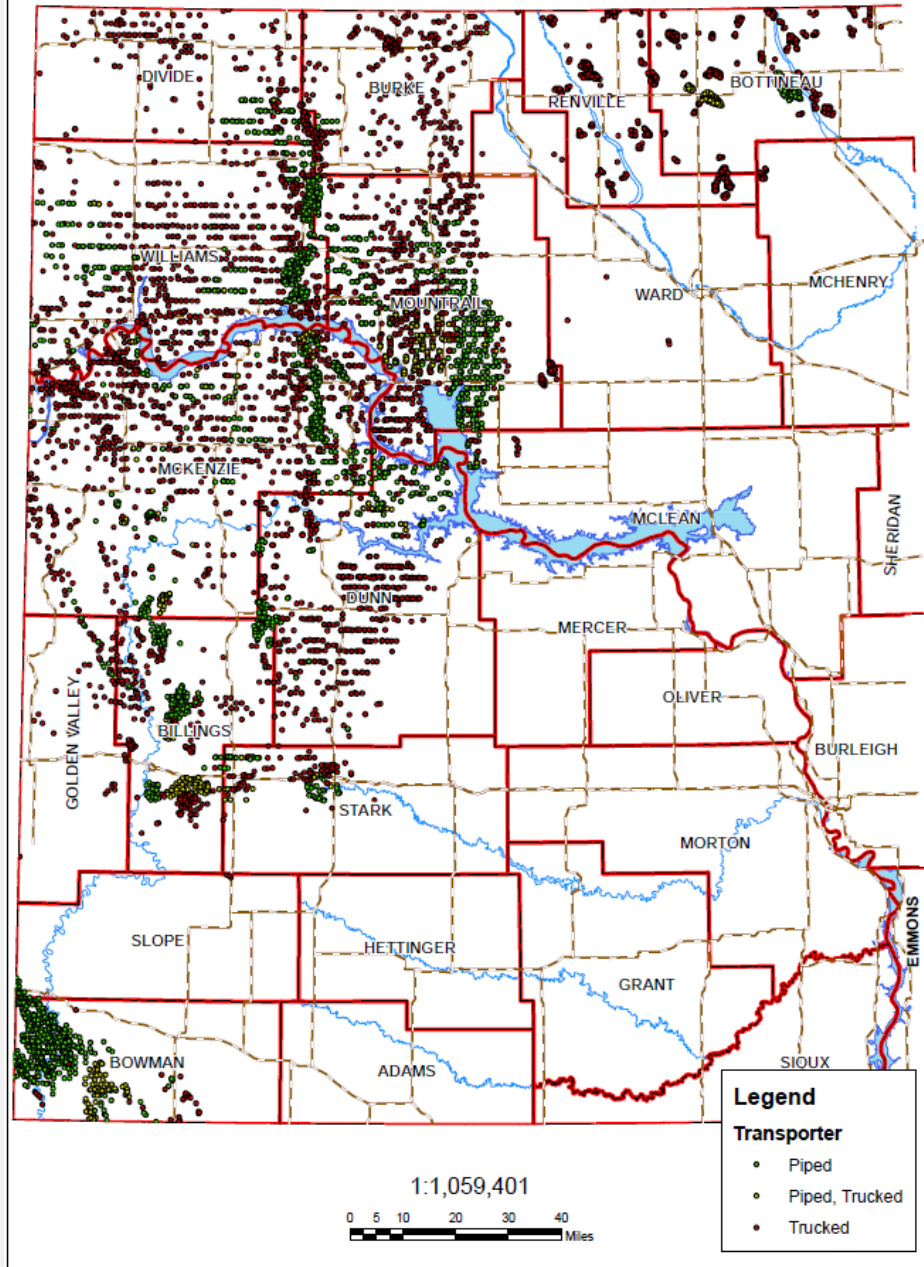 DIVIDE
BURKE
RENVILLE
BOTTINEAU
WILLIAMS
MOUNTRAIL
WARD
MCHENRY
MCKENZIE
MCLEAN
SHERIDAN
DUNN
MERCER
OLIVER
GOLDEN VALLEY
BILLINGS
BURLEIGH
STARK
MORTON
SLOPE
HETTINGER
GRANT
EMMONS
BOWMAN
ADAMS
SIOUX
Legend
Transporter
Piped
Piped, Trucked
Trucked
1:1,059,401
0 5 10 20 30 40
Miles